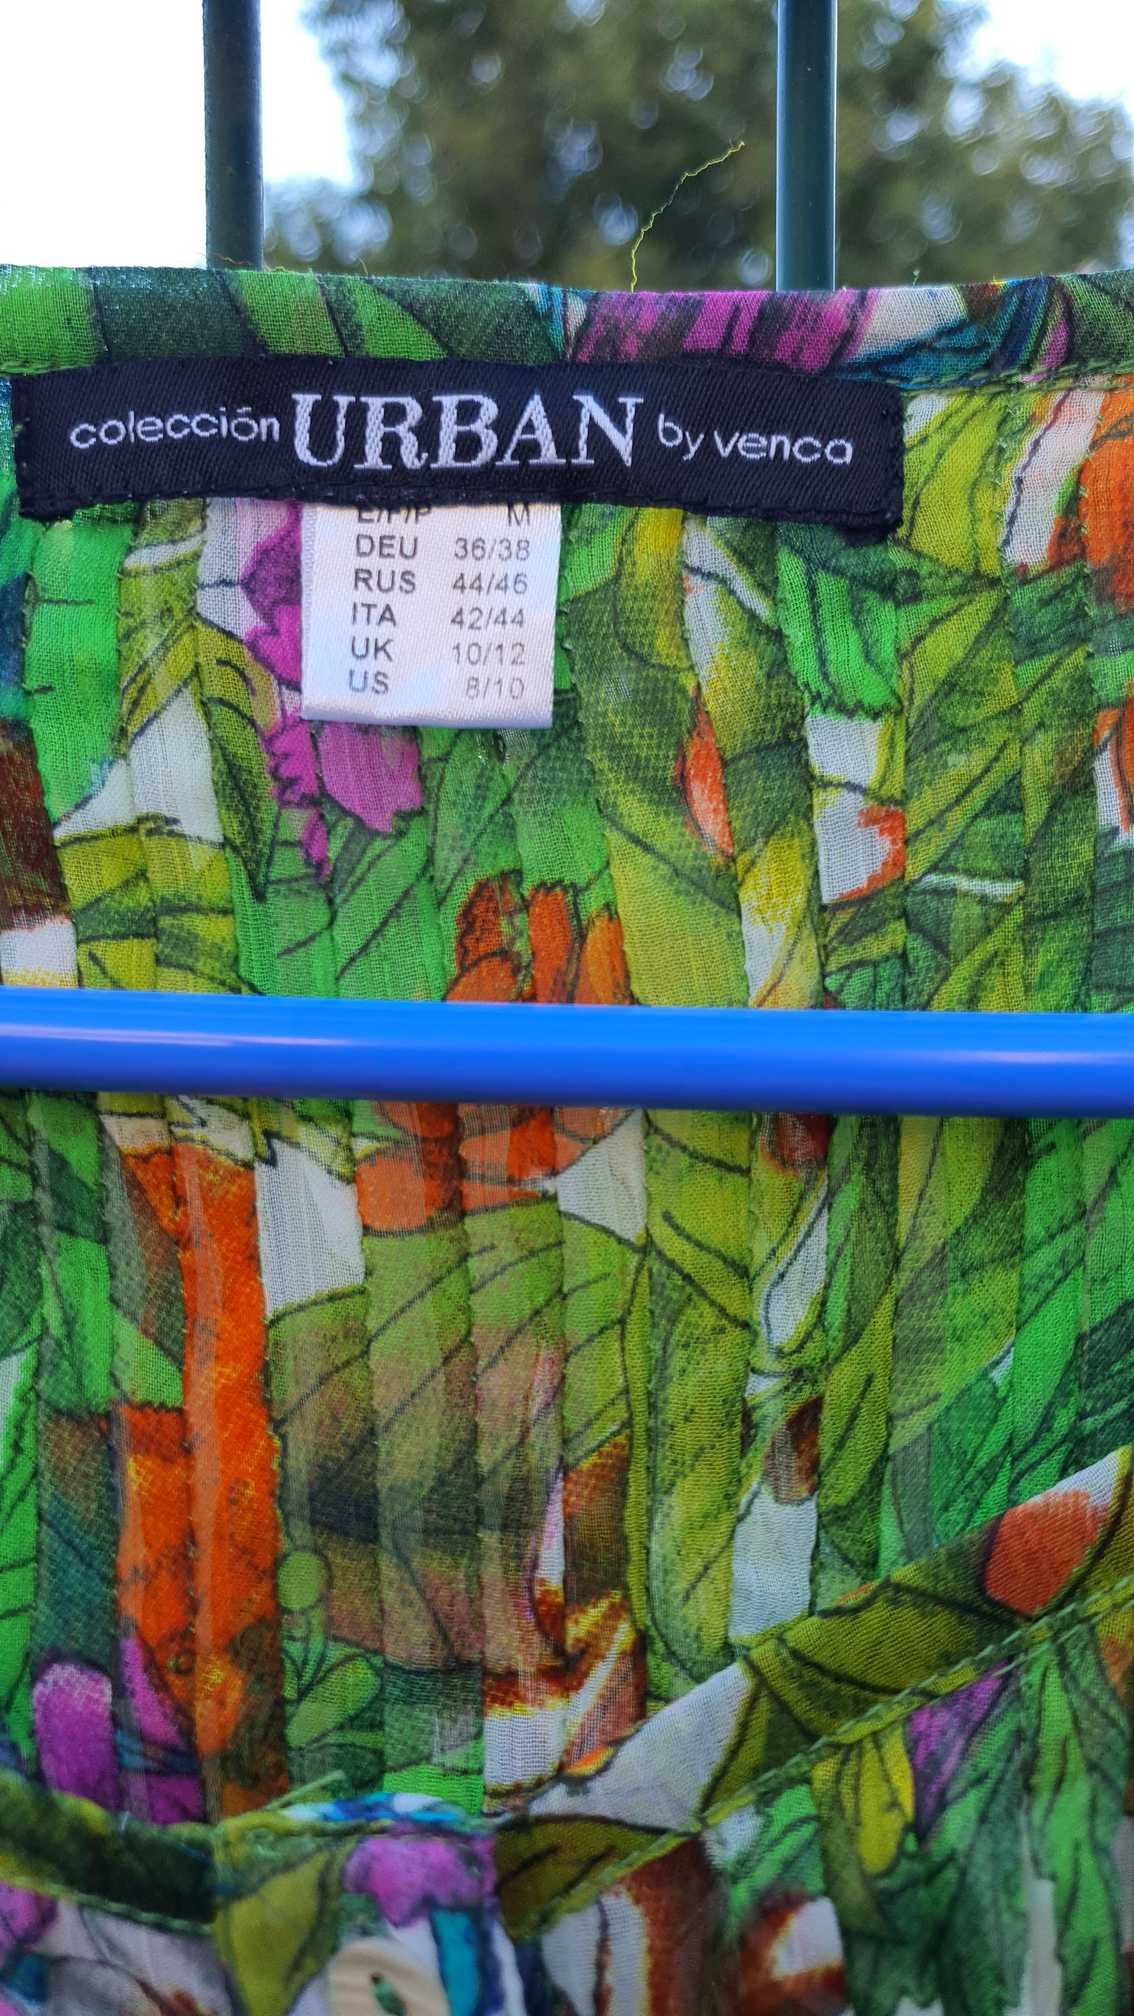 colección URBAN by venca
E/F/P M
DEU 36/38
RUS 44/46
ITA 42/44
UK 10/12
US 8/10